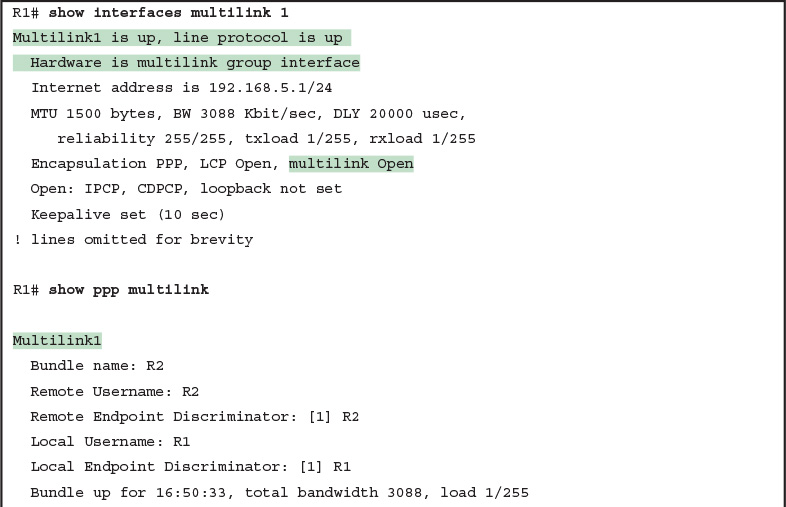 R1# show interfaces multilink 1
Multilink1 is up, line protocol is up
Hardware is multilink group interface
Internet address is 192.168.5.1/24
MTU 1500 bytes, BW 3088 Kbit/sec, DLY 20000 usec,
reliability 255/255, txload 1/255, rxload 1/255
Encapsulation PPP, LCP Open, multilink Open
Open: IPCP, CDPCP, loopback not set
Keepalive set (10 sec)
! lines omitted for brevity
R1# show ppp multilink
Multilink1
Bundle name: R2
Remote Username: R2
Remote Endpoint Discriminator: [1] R2
Local Username: R1
Local Endpoint Discriminator: [1] R1
Bundle up for 16:50:33, total bandwidth 3088, load 1/255